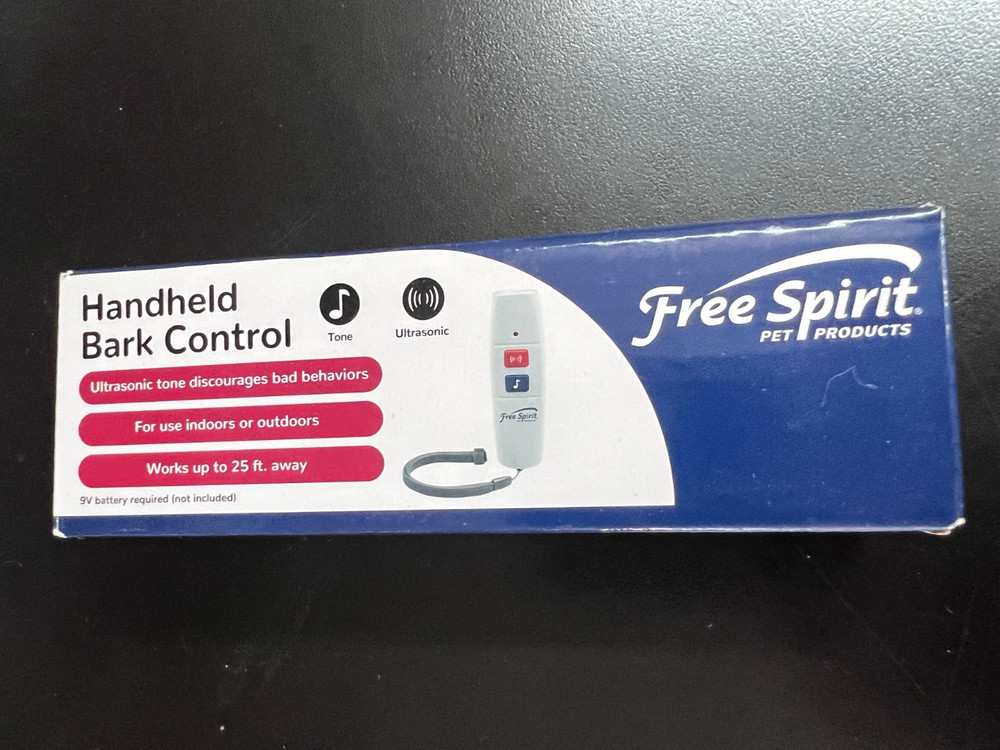 Handheld
Bark Control
Tone
Ultrasonic
Ultrasonic tone discourages bad behaviors
For use indoors or outdoors
Works up to 25 ft. away
9V battery required (not included)
Free Spirit
Free Spirit®
PET PRODUCTS